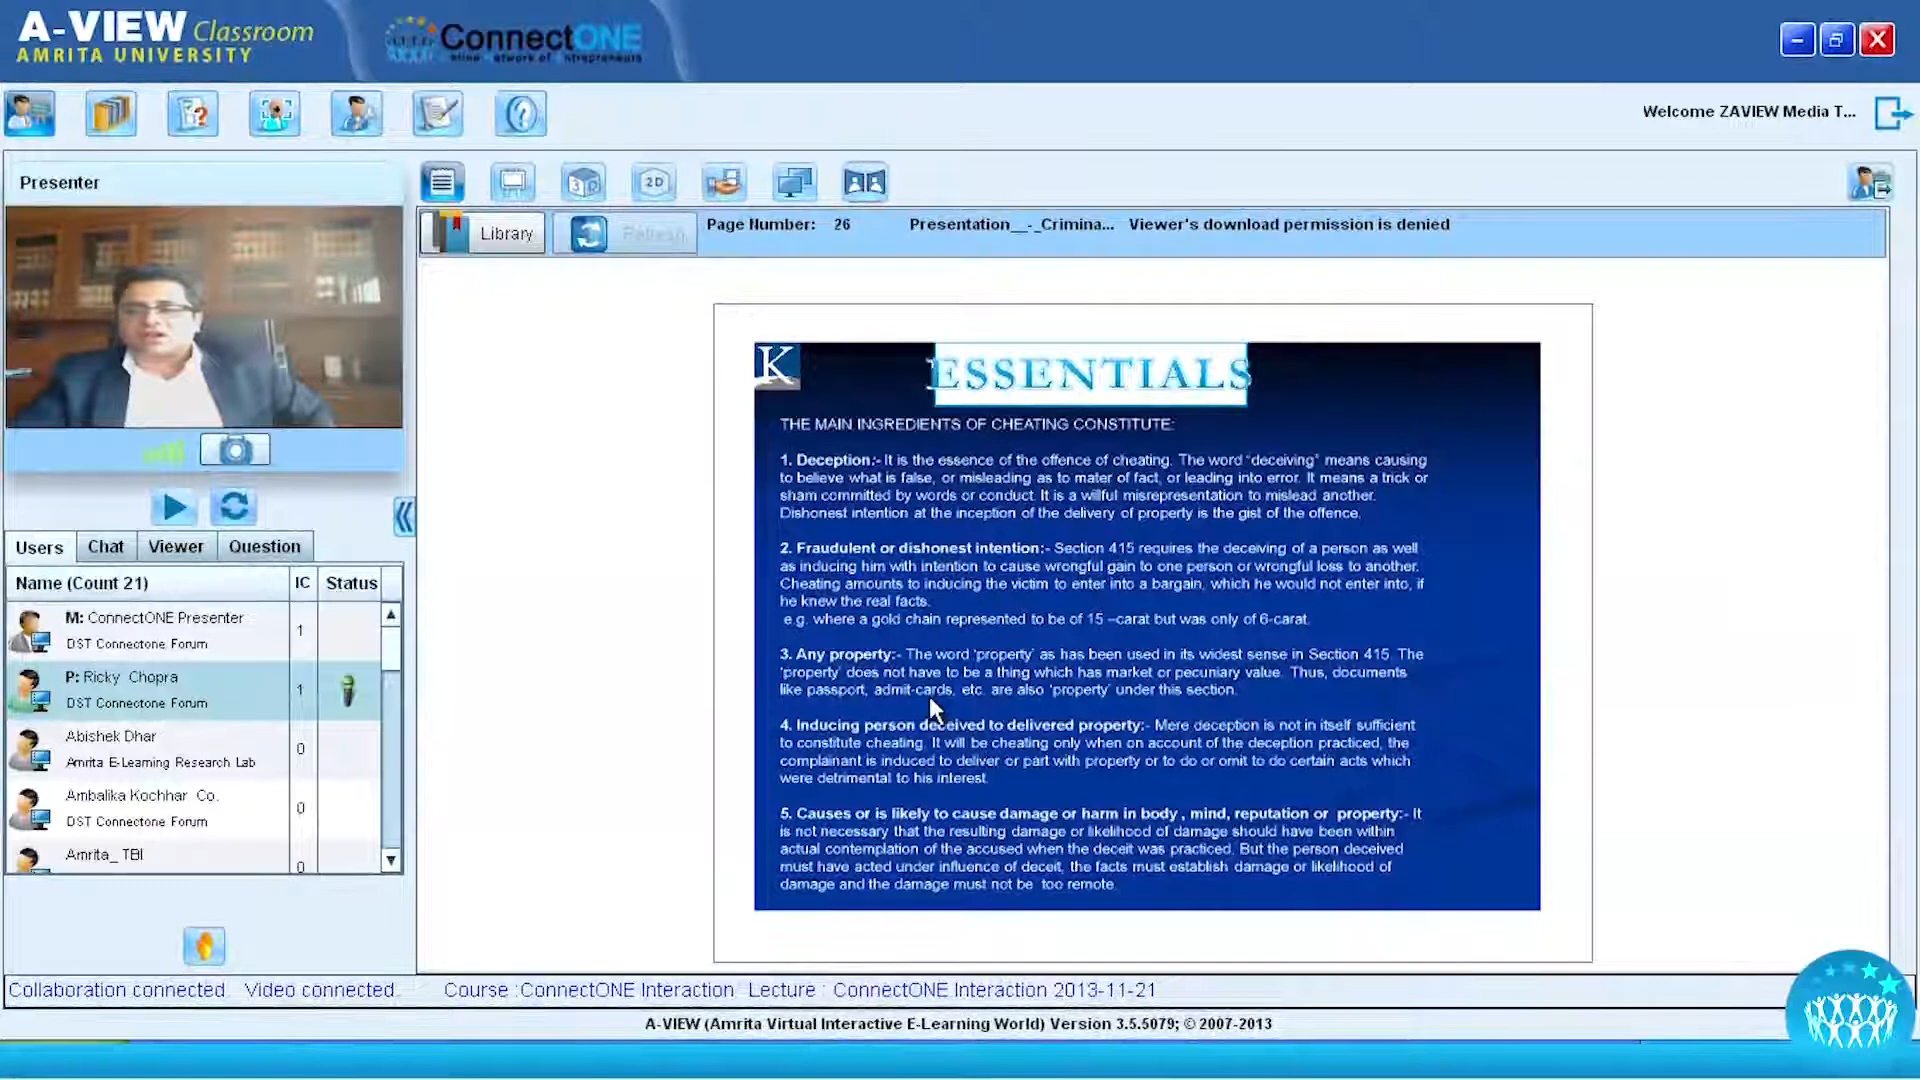 A-VIEW Classroom
AMRITA UNIVERSITY
ConnectONE
Welcome ZAVIEW Media T...
Presenter
3D
2D
Library
Refresh
Page Number: 26
Presentation__-_Crimina...
Viewer's download permission is denied
K
ESSENTIALS
THE MAIN INGREDIENTS OF CHEATING CONSTITUTE:
1. Deception:- It is the essence of the offence of cheating. The word "deceiving" means causing
to believe what is false, or misleading as to mater of fact, or leading into error. It means a trick or
sham committed by words or conduct. It is a willful misrepresentation to mislead another.
Dishonest intention at the inception of the delivery of property is the gist of the offence.
2. Fraudulent or dishonest intention:- Section 415 requires the deceiving of a person as well
as inducing him with intention to cause wrongful gain to one person or wrongful loss to another.
Cheating amounts to inducing the victim to enter into a bargain, which he would not enter into, if
he knew the real facts.
e.g. where a gold chain represented to be of 15 –carat but was only of 6-carat.
3. Any property:- The word 'property' as has been used in its widest sense in Section 415. The
'property' does not have to be a thing which has market or pecuniary value. Thus, documents
like passport, admit-cards, etc. are also 'property' under this section.
4. Inducing person deceived to delivered property:- Mere deception is not in itself sufficient
to constitute cheating. It will be cheating only when on account of the deception practiced, the
complainant is induced to deliver or part with property or to do or omit to do certain acts which
were detrimental to his interest.
5. Causes or is likely to cause damage or harm in body , mind, reputation or property:- It
is not necessary that the resulting damage or likelihood of damage should have been within
actual contemplation of the accused when the deceit was practiced. But the person deceived
must have acted under influence of deceit, the facts must establish damage or likelihood of
damage and the damage must not be too remote.
Users Chat Viewer Question
Name (Count 21) IC Status
M: ConnectONE Presenter
DST Connectone Forum
1
P: Ricky Chopra
DST Connectone Forum
1
Abishek Dhar
Amrita E-Learning Research Lab
0
Ambalika Kochhar Co.
DST Connectone Forum
0
Amrita_ TBI
0
Collaboration connected. Video connected.
Course :ConnectONE Interaction Lecture : ConnectONE Interaction 2013-11-21
A-VIEW (Amrita Virtual Interactive E-Learning World) Version 3.5.5079; © 2007-2013